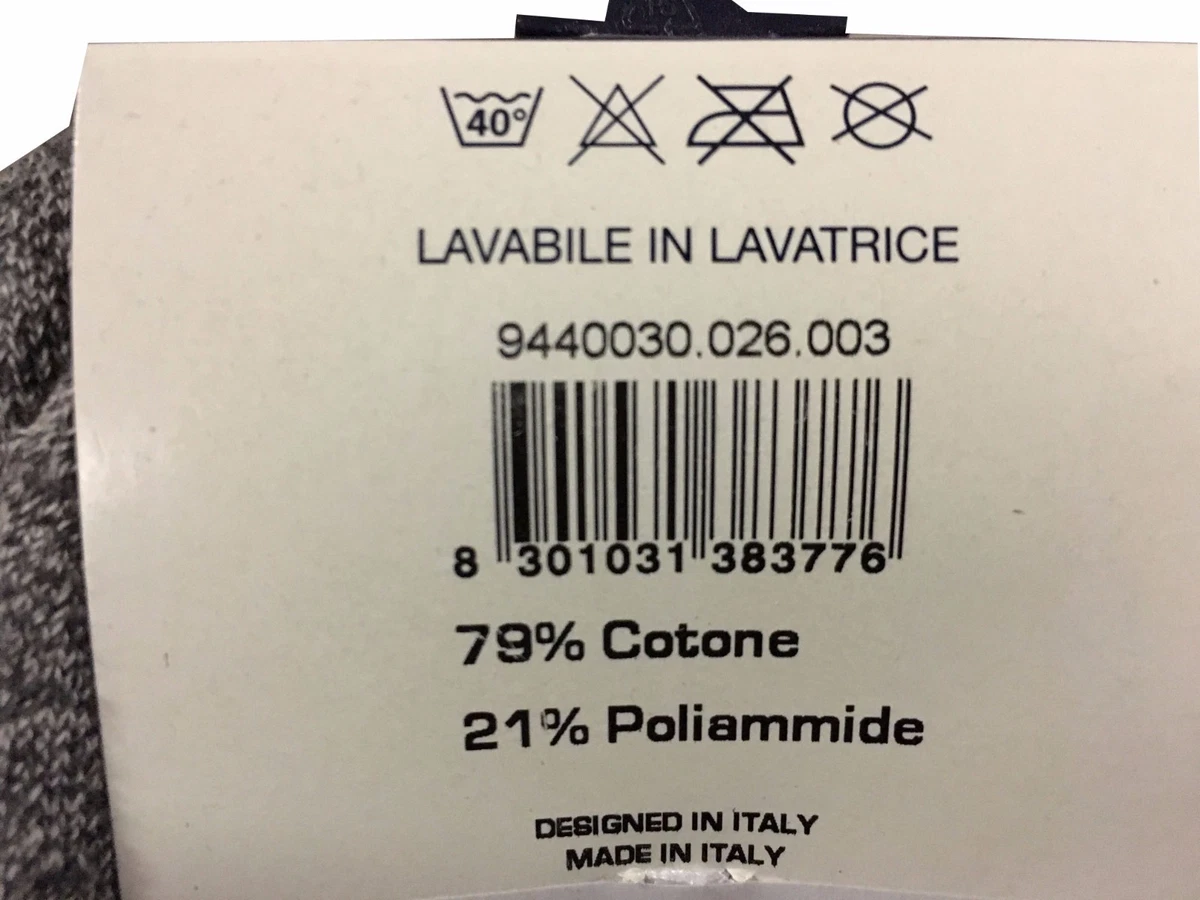 40°
LAVABILE IN LAVATRICE
9440030.026.003
8 301031 383776
79% Cotone
21% Poliammide
DESIGNED IN ITALY
MADE IN ITALY